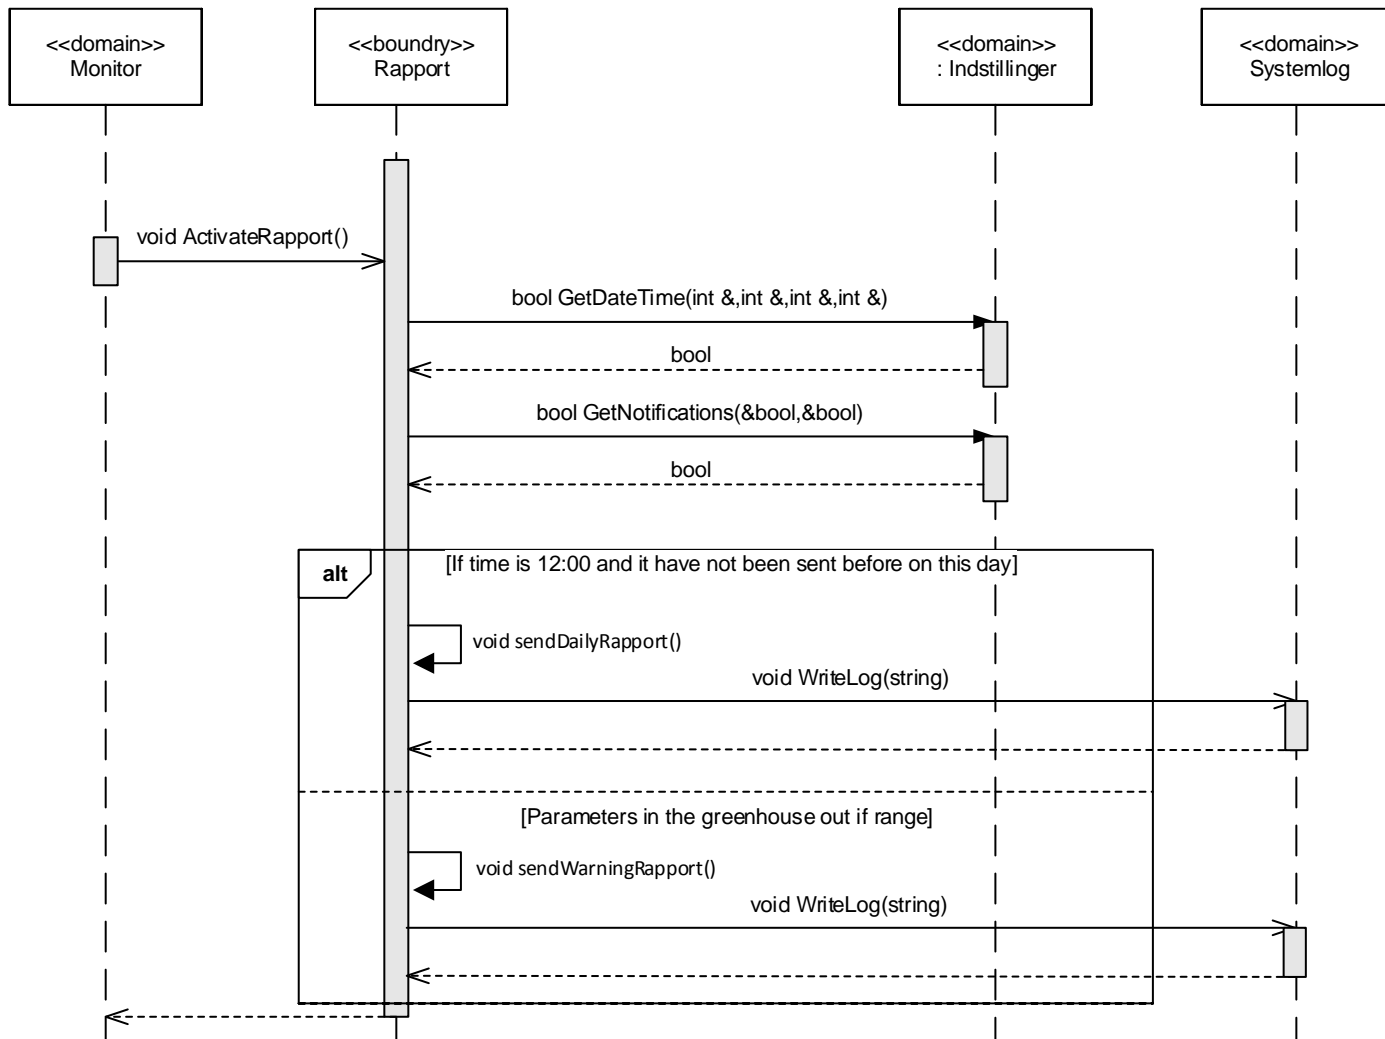 <<domain>>
Monitor
<<boundry>>
Rapport
<<domain>>
: Indstillinger
<<domain>>
Systemlog
void ActivateRapport()
bool GetDateTime(int &,int &,int &,int &)
bool
bool GetNotifications(&bool,&bool)
bool
alt
[If time is 12:00 and it have not been sent before on this day]
void sendDailyRapport()
void WriteLog(string)
[Parameters in the greenhouse out if range]
void sendWarningRapport()
void WriteLog(string)